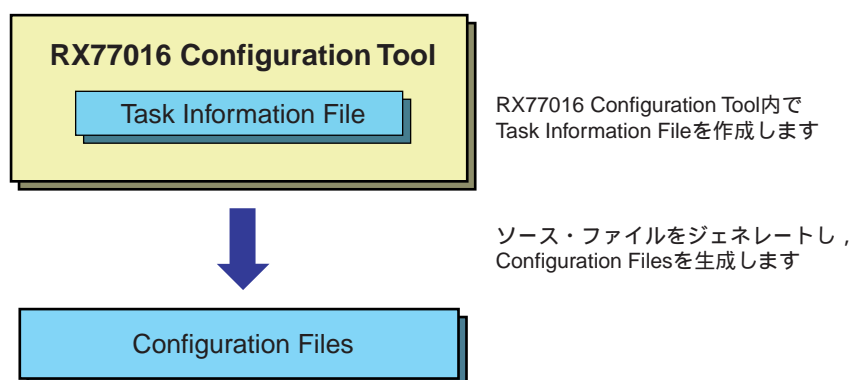 RX77016 Configuration Tool
Task Information File
RX77016 Configuration Tool内で
Task Information Fileを作成します
ソース・ファイルをジェネレートし，
Configuration Filesを生成します
Configuration Files